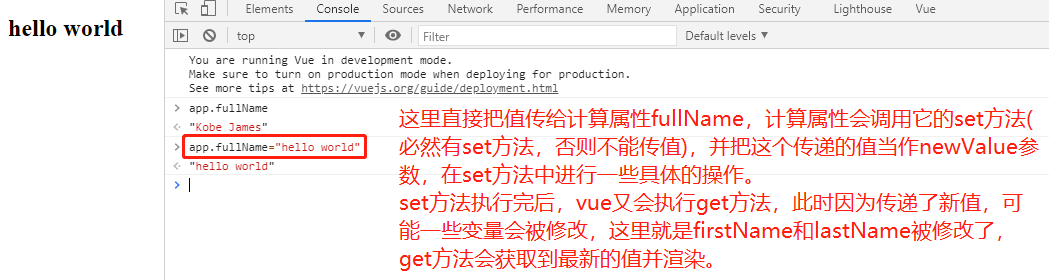 hello world
Elements Console Sources Network Performance Memory Application Security Lighthouse Vue
top Filter Default levels
You are running Vue in development mode.
Make sure to turn on production mode when deploying for production.
See more tips at https://vuejs.org/guide/deployment.html
app.fullName
"Kobe James"
app.fullName="hello world"
"hello world"
这里直接把值传给计算属性fullName，计算属性会调用它的set方法(
必然有set方法，否则不能传值)，并把这个传递的值当作newValue参
数，在set方法中进行一些具体的操作。
set方法执行完后，vue又会执行get方法，此时因为传递了新值，可
能一些变量会被修改，这里就是firstName和lastName被修改了，
get方法会获取到最新的值并渲染。